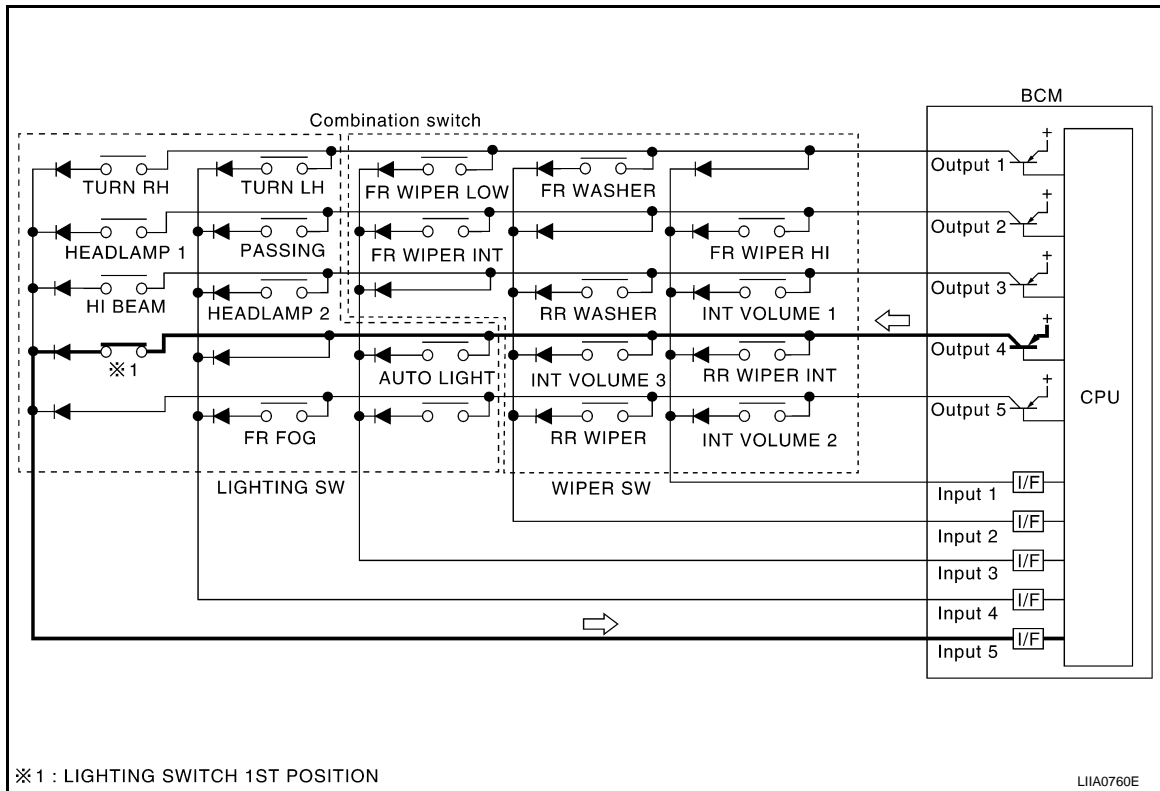 BCM
Combination switch
+
Output 1
TURN RH
TURN LH
FR WIPER LOW
FR WASHER
+
Output 2
HEADLAMP 1
PASSING
FR WIPER INT
FR WIPER HI
+
Output 3
HI BEAM
HEADLAMP 2
RR WASHER
INT VOLUME 1
+
Output 4
※1
AUTO LIGHT
INT VOLUME 3
RR WIPER INT
+
Output 5
CPU
FR FOG
RR WIPER
INT VOLUME 2
LIGHTING SW
WIPER SW
Input 1
I/F
Input 2
I/F
Input 3
I/F
Input 4
I/F
Input 5
I/F
※1 : LIGHTING SWITCH 1ST POSITION
LIIA0760E